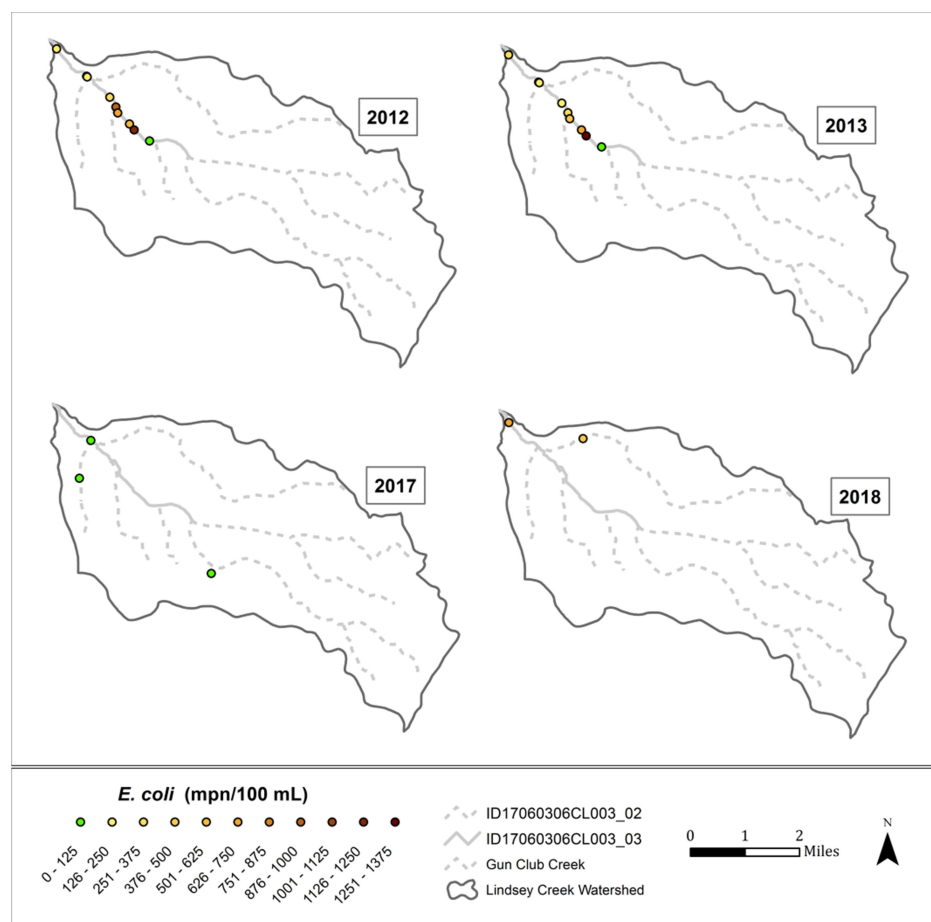 2012
2013
2017
2018
E. coli (mpn/100 mL)
0 - 125
126 - 250
251 - 375
376 - 500
501 - 625
626 - 750
751 - 875
876 - 1000
1001 - 1125
1126 - 1250
1251 - 1375
ID17060306CL003_02
ID17060306CL003_03
Gun Club Creek
Lindsey Creek Watershed
0 1 2
Miles
N